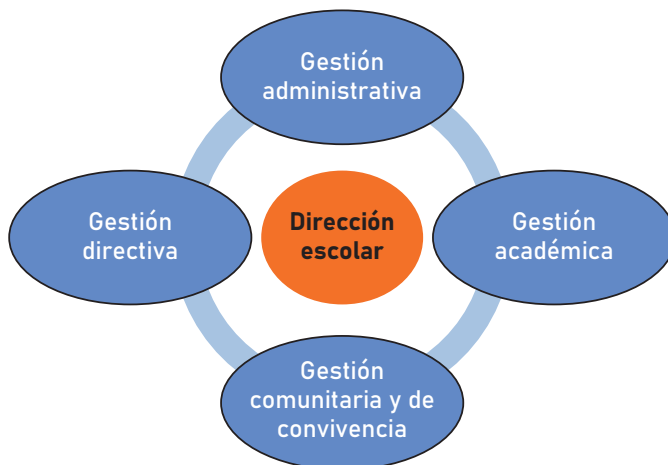 Gestión
administrativa
Gestión
directiva
Dirección
escolar
Gestión
académica
Gestión
comunitaria y de
convivencia